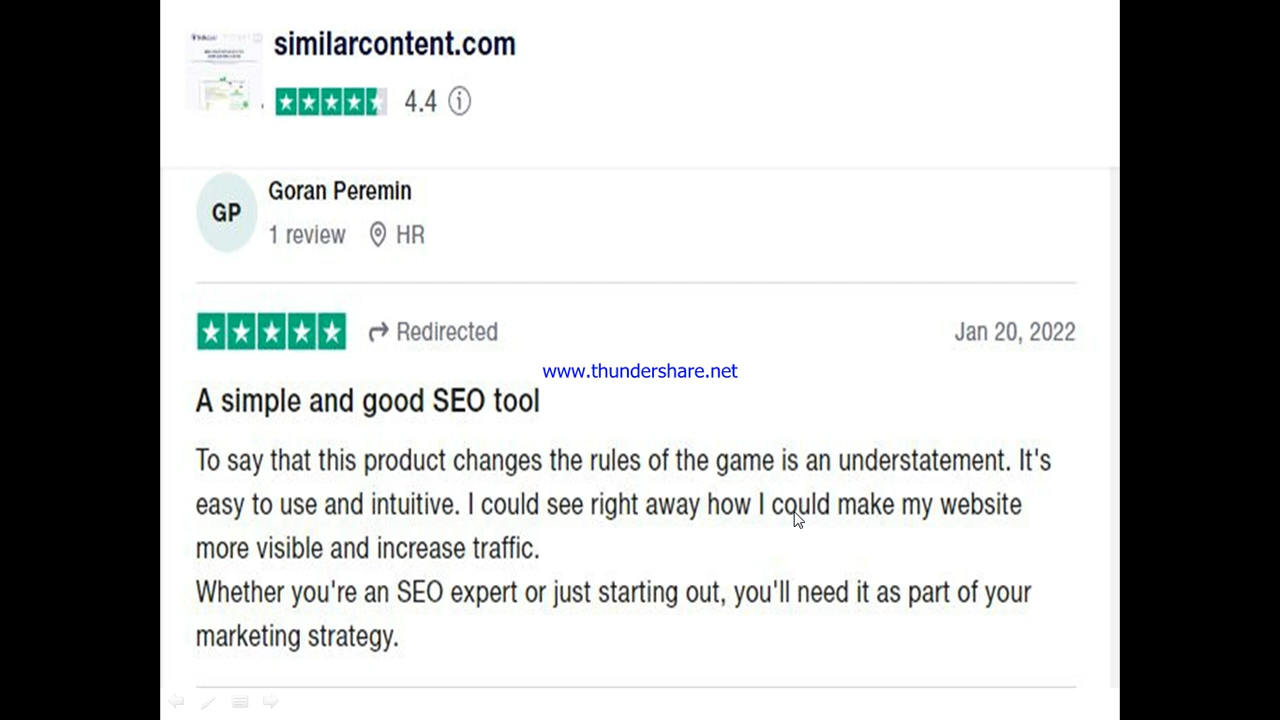 similarcontent.com
4.4
GP
Goran Peremin
1 review HR
Redirected Jan 20, 2022
www.thundershare.net
A simple and good SEO tool
To say that this product changes the rules of the game is an understatement. It's
easy to use and intuitive. I could see right away how I could make my website
more visible and increase traffic.
Whether you're an SEO expert or just starting out, you'll need it as part of your
marketing strategy.